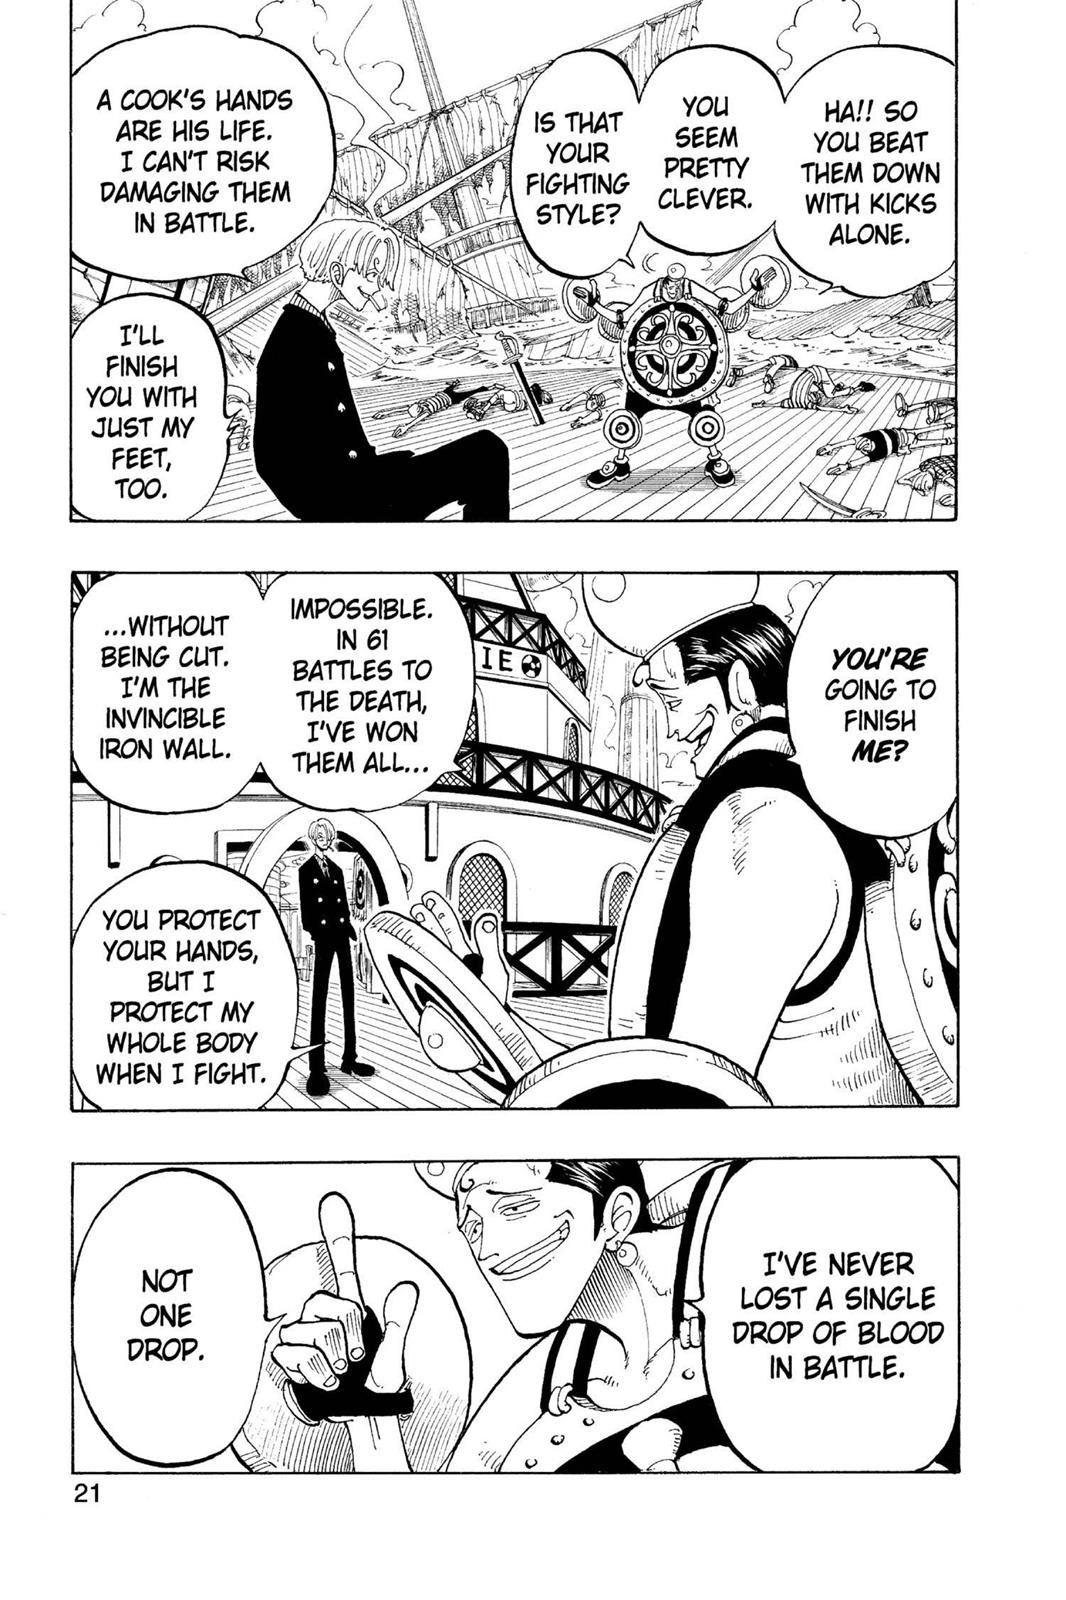 HA!! SO
YOU BEAT
THEM DOWN
WITH KICKS
ALONE.
YOU
SEEM
PRETTY
CLEVER.
IS THAT
YOUR
FIGHTING
STYLE?
A COOK'S HANDS
ARE HIS LIFE.
I CAN'T RISK
DAMAGING THEM
IN BATTLE.
I'LL
FINISH
YOU WITH
JUST MY
FEET,
TOO.
YOU'RE
GOING TO
FINISH
ME?
IMPOSSIBLE.
IN 61
BATTLES TO
THE DEATH,
I'VE WON
THEM ALL...
...WITHOUT
BEING CUT.
I'M THE
INVINCIBLE
IRON WALL.
IE
YOU PROTECT
YOUR HANDS,
BUT I
PROTECT MY
WHOLE BODY
WHEN I FIGHT.
I'VE NEVER
LOST A SINGLE
DROP OF BLOOD
IN BATTLE.
NOT
ONE
DROP.
21